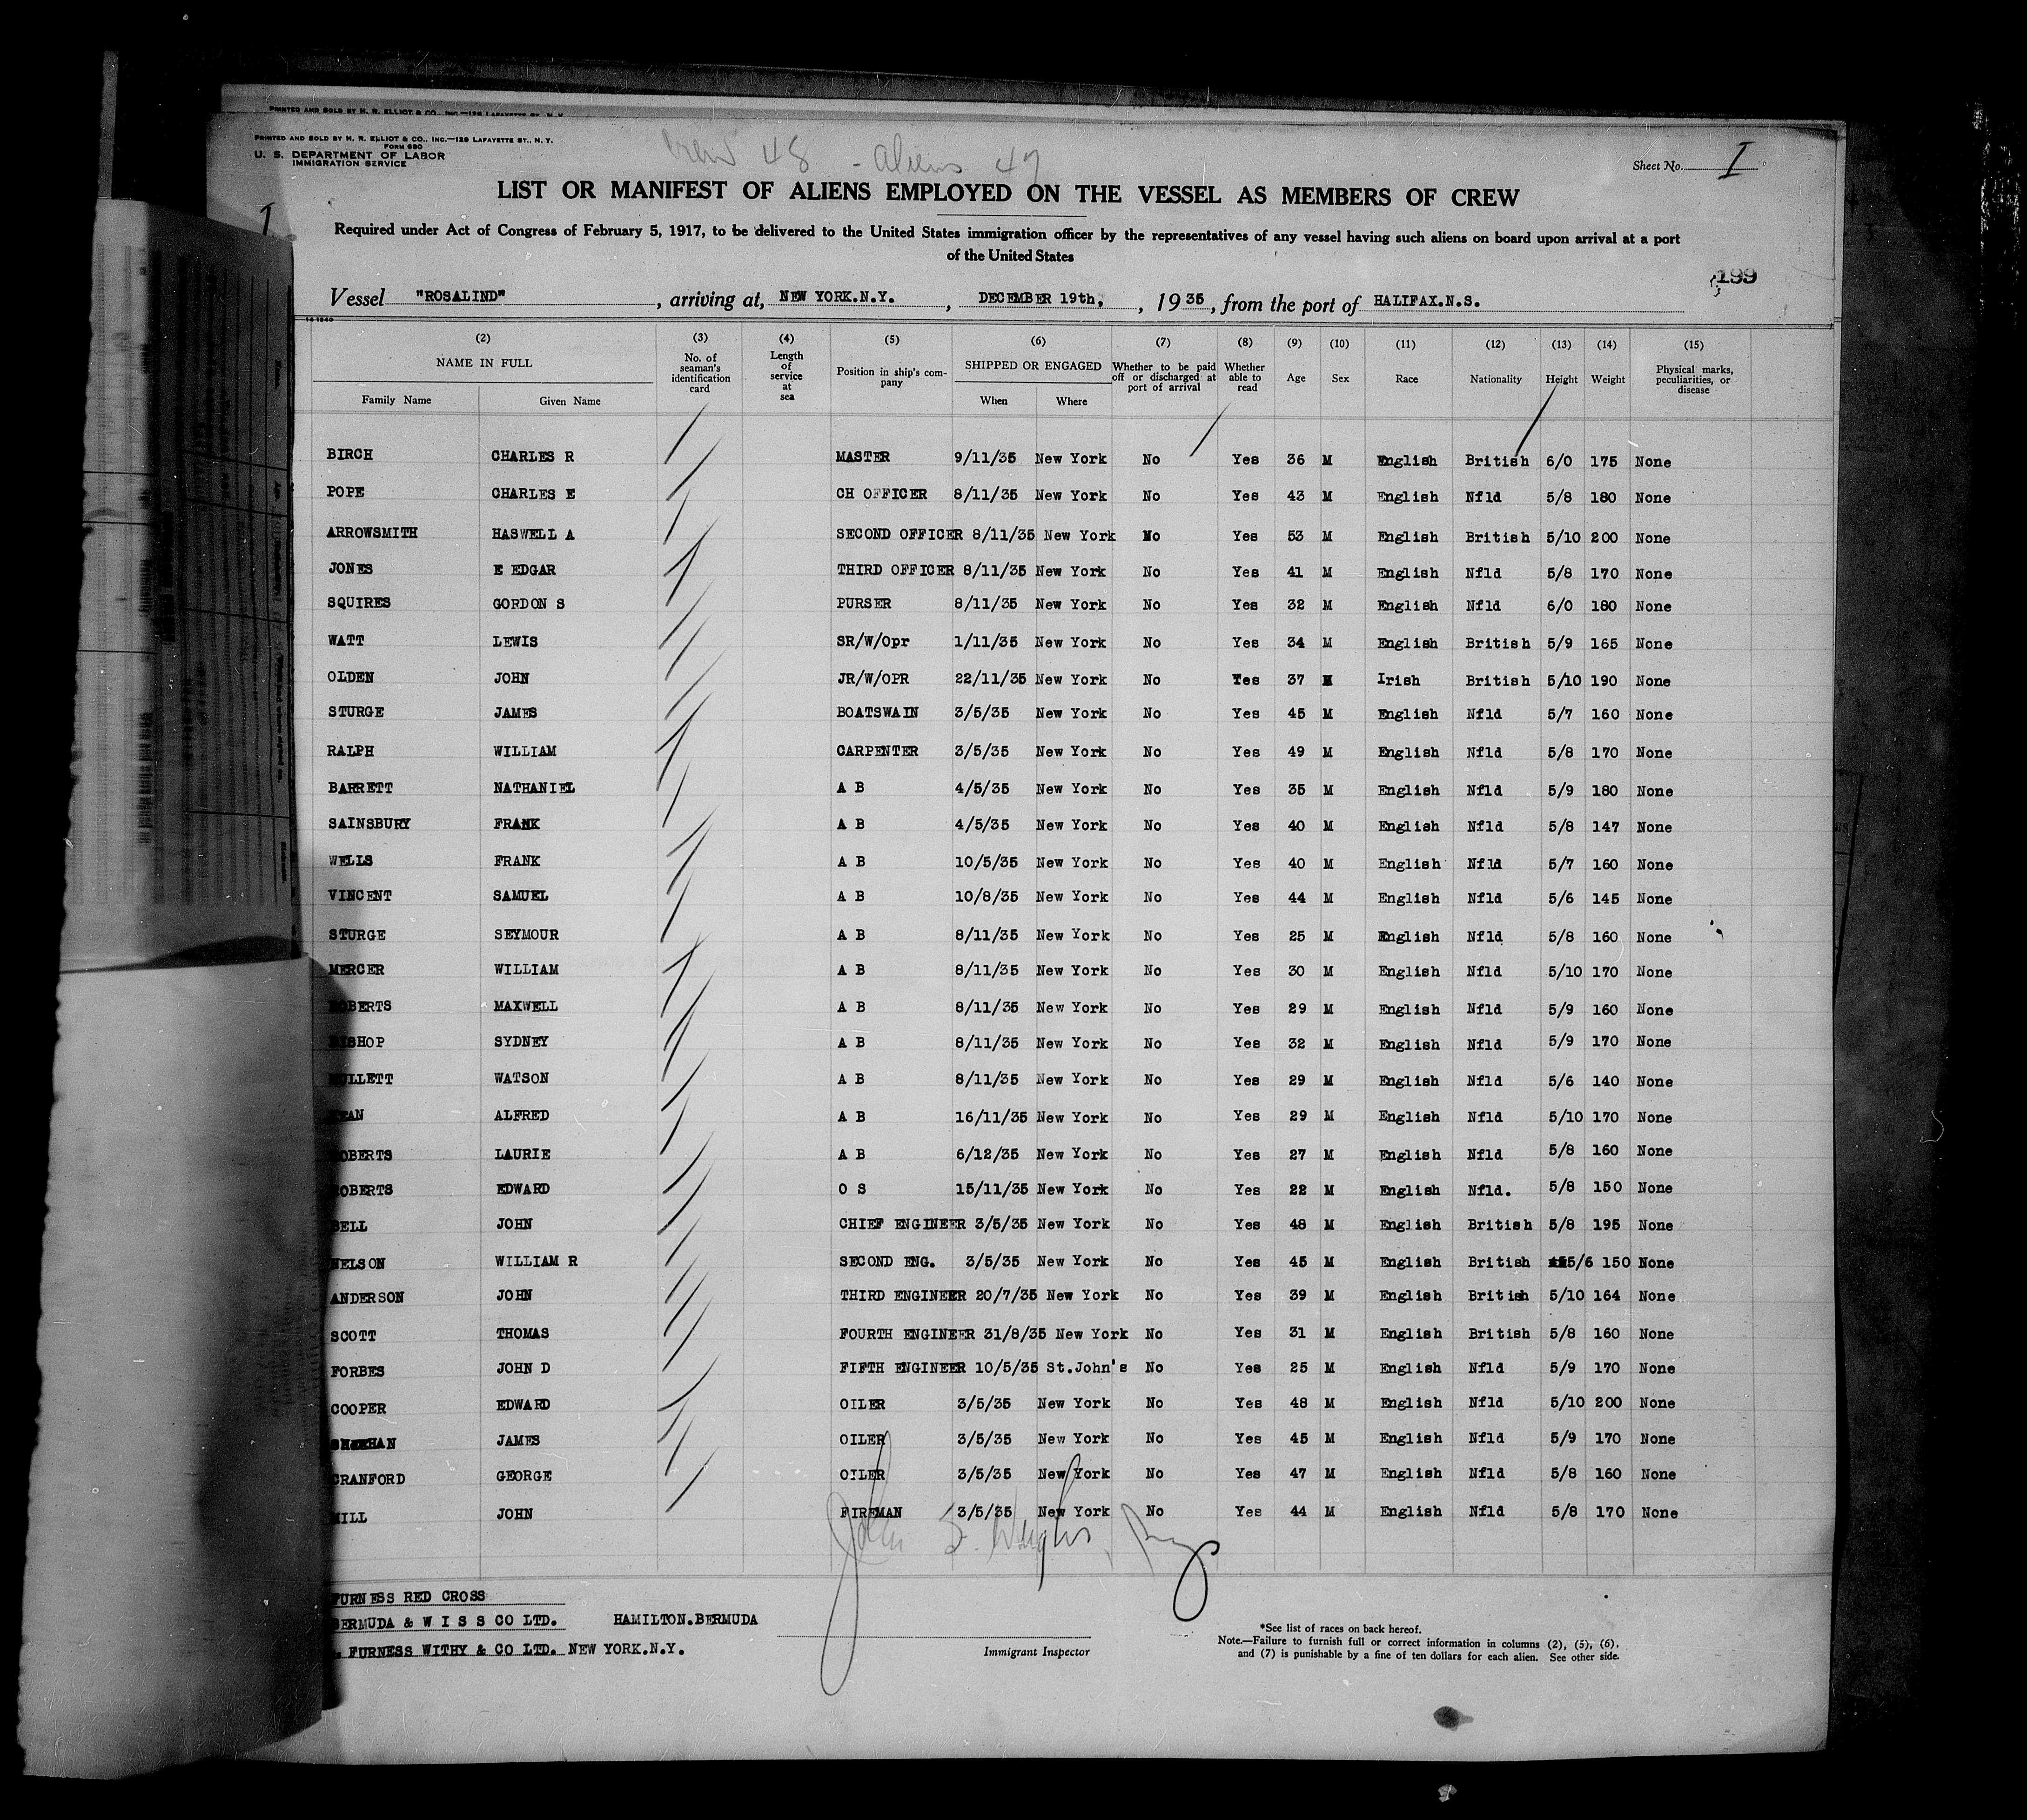 PRINTED AND SOLD BY H. R. ELLIOT & CO., INC.—129 LAFAYETTE ST., N. Y.
PRINTED AND SOLD BY H. R. ELLIOT & CO., INC.—129 LAFAYETTE ST., N. Y.
FORM 680
U. S. DEPARTMENT OF LABOR
IMMIGRATION SERVICE
Crew 48 - aliens 47
Sheet No. I
LIST OR MANIFEST OF ALIENS EMPLOYED ON THE VESSEL AS MEMBERS OF CREW
Required under Act of Congress of February 5, 1917, to be delivered to the United States immigration officer by the representatives of any vessel having such aliens on board upon arrival at a port
of the United States
199
Vessel "ROSALIND", arriving at, NEW YORK.N.Y., DECEMBER 19th, , 1935, from the port of HALIFAX.N.S.
(2) (3) (4) (5) (6) (7) (8) (9) (10) (11) (12) (13) (14) (15)
NAME IN FULL No. of seaman's identification card Length of service at sea Position in ship's company SHIPPED OR ENGAGED Whether to be paid off or discharged at port of arrival Whether able to read Age Sex Race Nationality Height Weight Physical marks, peculiarities, or disease
Family Name Given Name When Where
BIRCH CHARLES R MASTER 9/11/35 New York No Yes 36 M English British 6/0 175 None
POPE CHARLES E CH OFFICER 8/11/35 New York No Yes 43 M English Nfld 5/8 180 None
ARROWSMITH HASWELL A SECOND OFFICER 8/11/35 New York No Yes 53 M English British 5/10 200 None
JONES E EDGAR THIRD OFFICER 8/11/35 New York No Yes 41 M English Nfld 5/8 170 None
SQUIRES GORDON S PURSER 8/11/35 New York No Yes 32 M English Nfld 6/0 180 None
WATT LEWIS SR/W/Opr 1/11/35 New York No Yes 34 M English British 5/9 165 None
OLDEN JOHN JR/W/OPR 22/11/35 New York No Yes 37 M Irish British 5/10 190 None
STURGE JAMES BOATSWAIN 3/5/35 New York No Yes 45 M English Nfld 5/7 160 None
RALPH WILLIAM CARPENTER 3/5/35 New York No Yes 49 M English Nfld 5/8 170 None
BARRETT NATHANIEL A B 4/5/35 New York No Yes 35 M English Nfld 5/9 180 None
SAINSBURY FRANK A B 4/5/35 New York No Yes 40 M English Nfld 5/8 147 None
WELLS FRANK A B 10/5/35 New York No Yes 40 M English Nfld 5/7 160 None
VINCENT SAMUEL A B 10/8/35 New York No Yes 44 M English Nfld 5/6 145 None
STURGE SEYMOUR A B 8/11/35 New York No Yes 25 M English Nfld 5/8 160 None
MERCER WILLIAM A B 8/11/35 New York No Yes 30 M English Nfld 5/10 170 None
ROBERTS MAXWELL A B 8/11/35 New York No Yes 29 M English Nfld 5/9 160 None
BISHOP SYDNEY A B 8/11/35 New York No Yes 32 M English Nfld 5/9 170 None
WATSON A B 8/11/35 New York No Yes 29 M English Nfld 5/6 140 None
ALFRED A B 16/11/35 New York No Yes 29 M English Nfld 5/10 170 None
ROBERTS LAURIE A B 6/12/35 New York No Yes 27 M English Nfld 5/8 160 None
ROBERTS EDWARD O S 15/11/35 New York No Yes 22 M English Nfld. 5/8 150 None
BELL JOHN CHIEF ENGINEER 3/5/35 New York No Yes 48 M English British 5/8 195 None
NELSON WILLIAM R SECOND ENG. 3/5/35 New York No Yes 45 M English British 5/6 150 None
ANDERSON JOHN THIRD ENGINEER 20/7/35 New York No Yes 39 M English British 5/10 164 None
SCOTT THOMAS FOURTH ENGINEER 31/8/35 New York No Yes 31 M English British 5/8 160 None
FORBES JOHN D FIFTH ENGINEER 10/5/35 St.John's No Yes 25 M English Nfld 5/9 170 None
COOPER EDWARD OILER 3/5/35 New York No Yes 48 M English Nfld 5/10 200 None
JAMES OILER 3/5/35 New York No Yes 45 M English Nfld 5/9 170 None
CRANFORD GEORGE OILER 3/5/35 New York No Yes 47 M English Nfld 5/8 160 None
JOHN FIREMAN 3/5/35 New York No Yes 44 M English Nfld 5/8 170 None
FURNESS RED CROSS
BERMUDA & W I S S CO LTD. HAMILTON.BERMUDA
FURNESS WITHY & CO LTD. NEW YORK.N.Y.
Immigrant Inspector
*See list of races on back hereof.
Note.—Failure to furnish full or correct information in columns (2), (5), (6),
and (7) is punishable by a fine of ten dollars for each alien. See other side.